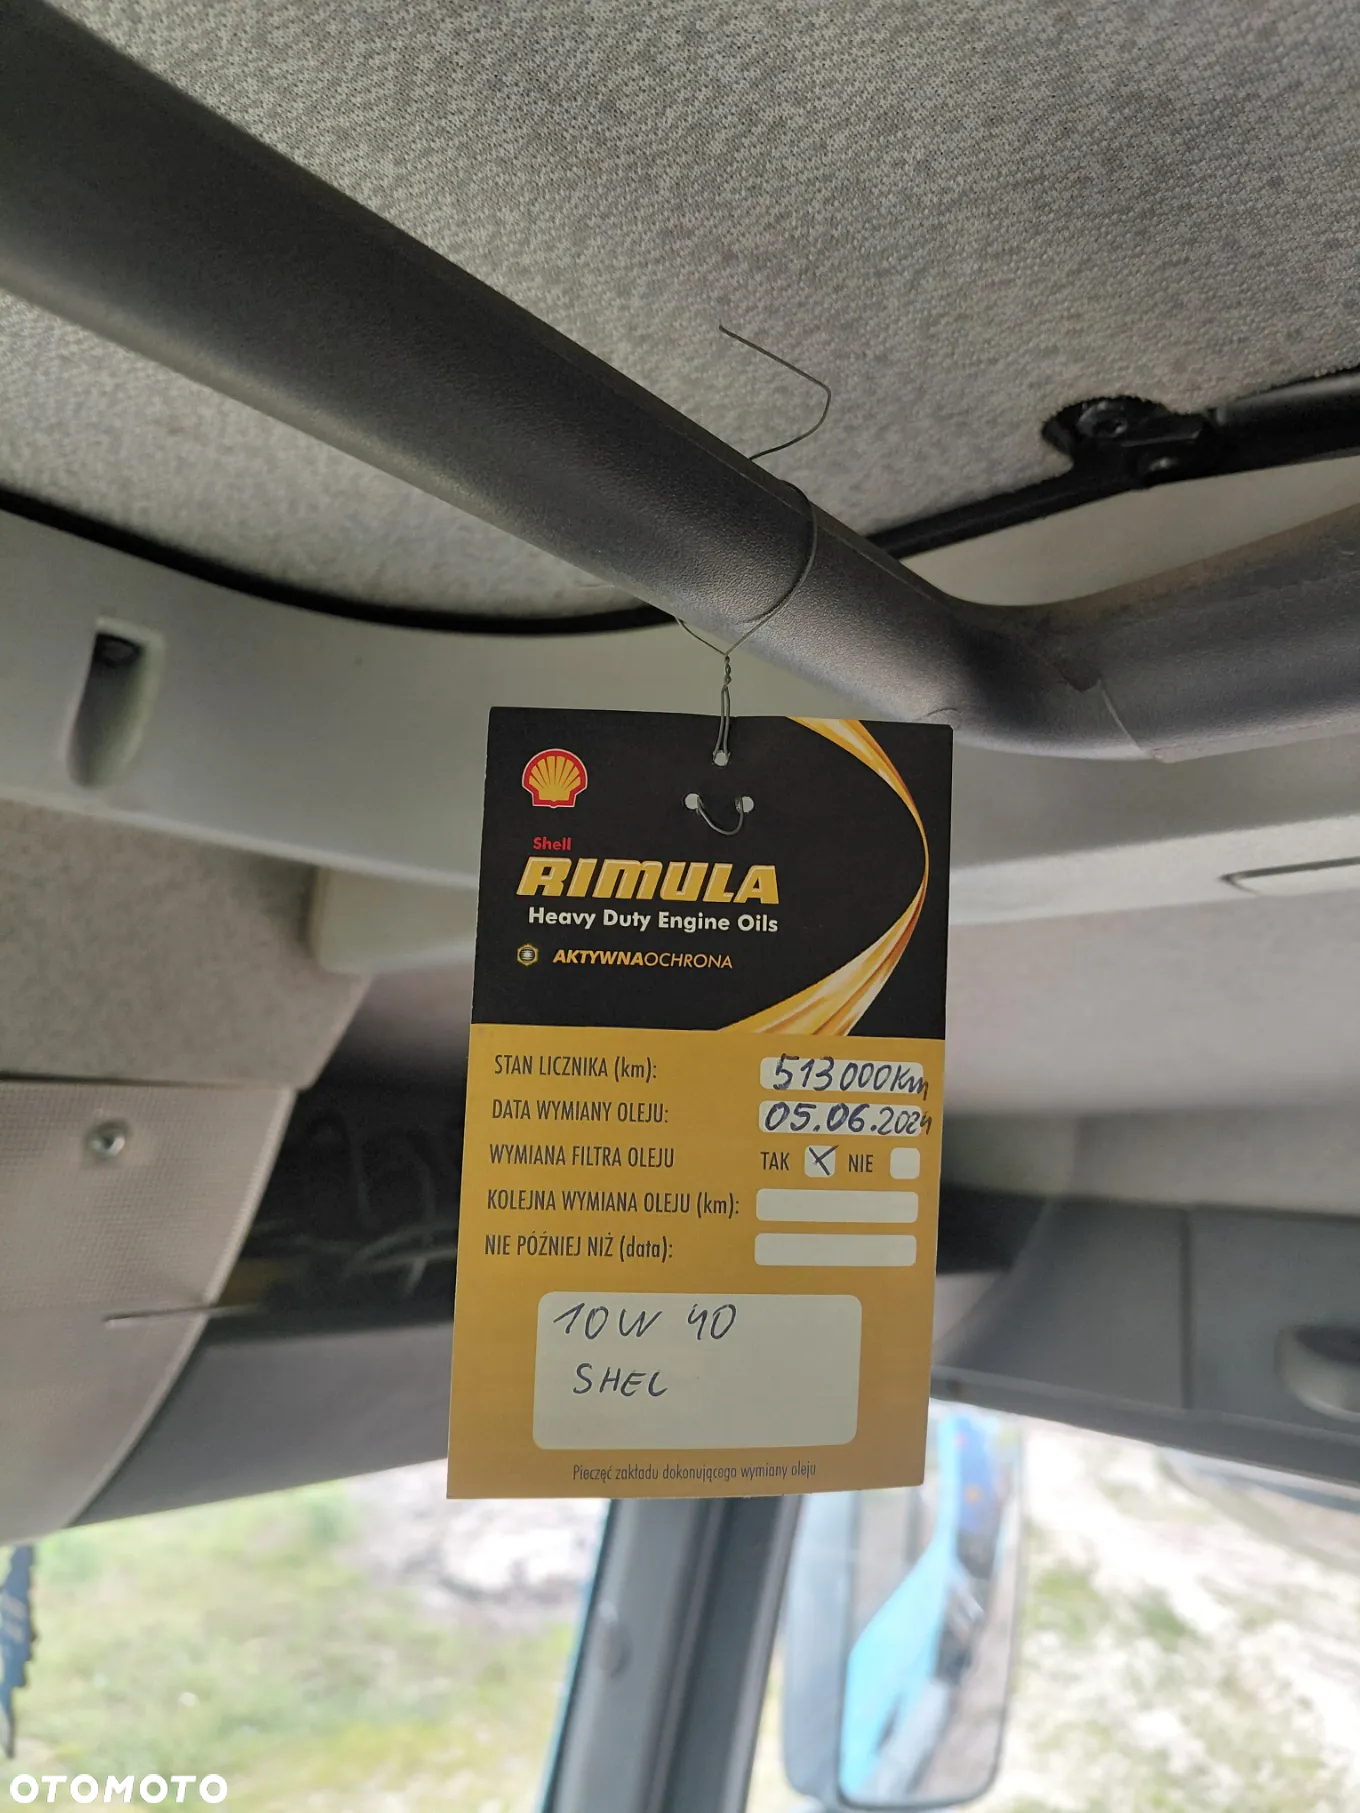 Shell
RIMULA
Heavy Duty Engine Oils
AKTYWNAOCHRONA
STAN LICZNIKA (km): 513000Km
DATA WYMIANY OLEJU: 05.06.2024
WYMIANA FILTRA OLEJU TAK X NIE
KOLEJNA WYMIANA OLEJU (km):
NIE PÓŹNIEJ NIŻ (data):
10W 40
SHEL
Pieczęć zakładu dokonującego wymiany oleju
OTOMOTO